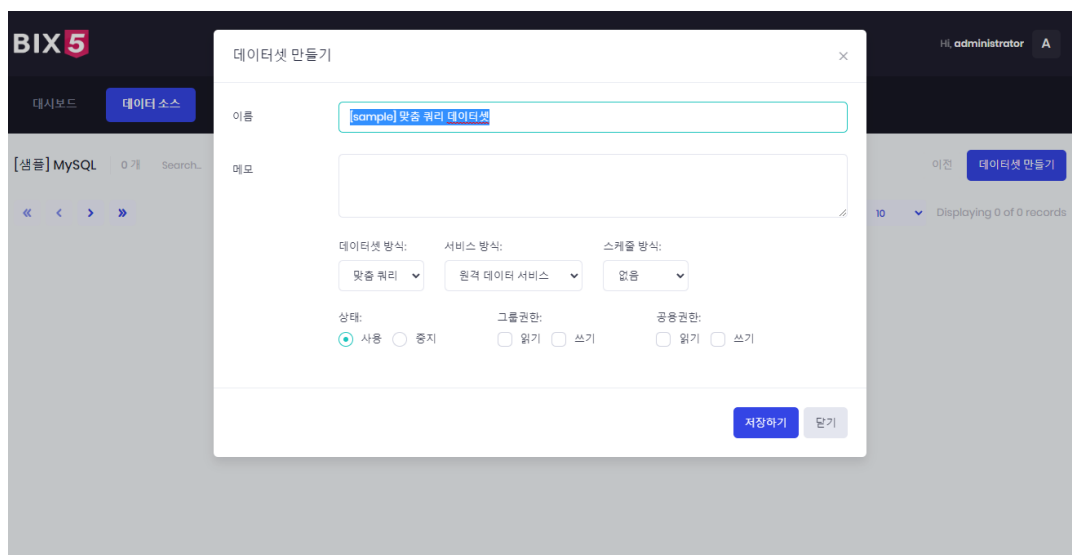 BIX 5
Hi, administrator A
대시보드 데이터 소스
[샘플] MySQL 0 개 Search... 이전 데이터셋 만들기
« ‹ › » 10 Displaying 0 of 0 records
데이터셋 만들기 ×
이름 [sample] 맞춤 쿼리 데이터셋
메모
데이터셋 방식: 서비스 방식: 스케줄 방식:
맞춤 쿼리 원격 데이터 서비스 없음
상태: 그룹권한: 공용권한:
사용 중지 읽기 쓰기 읽기 쓰기
저장하기 닫기